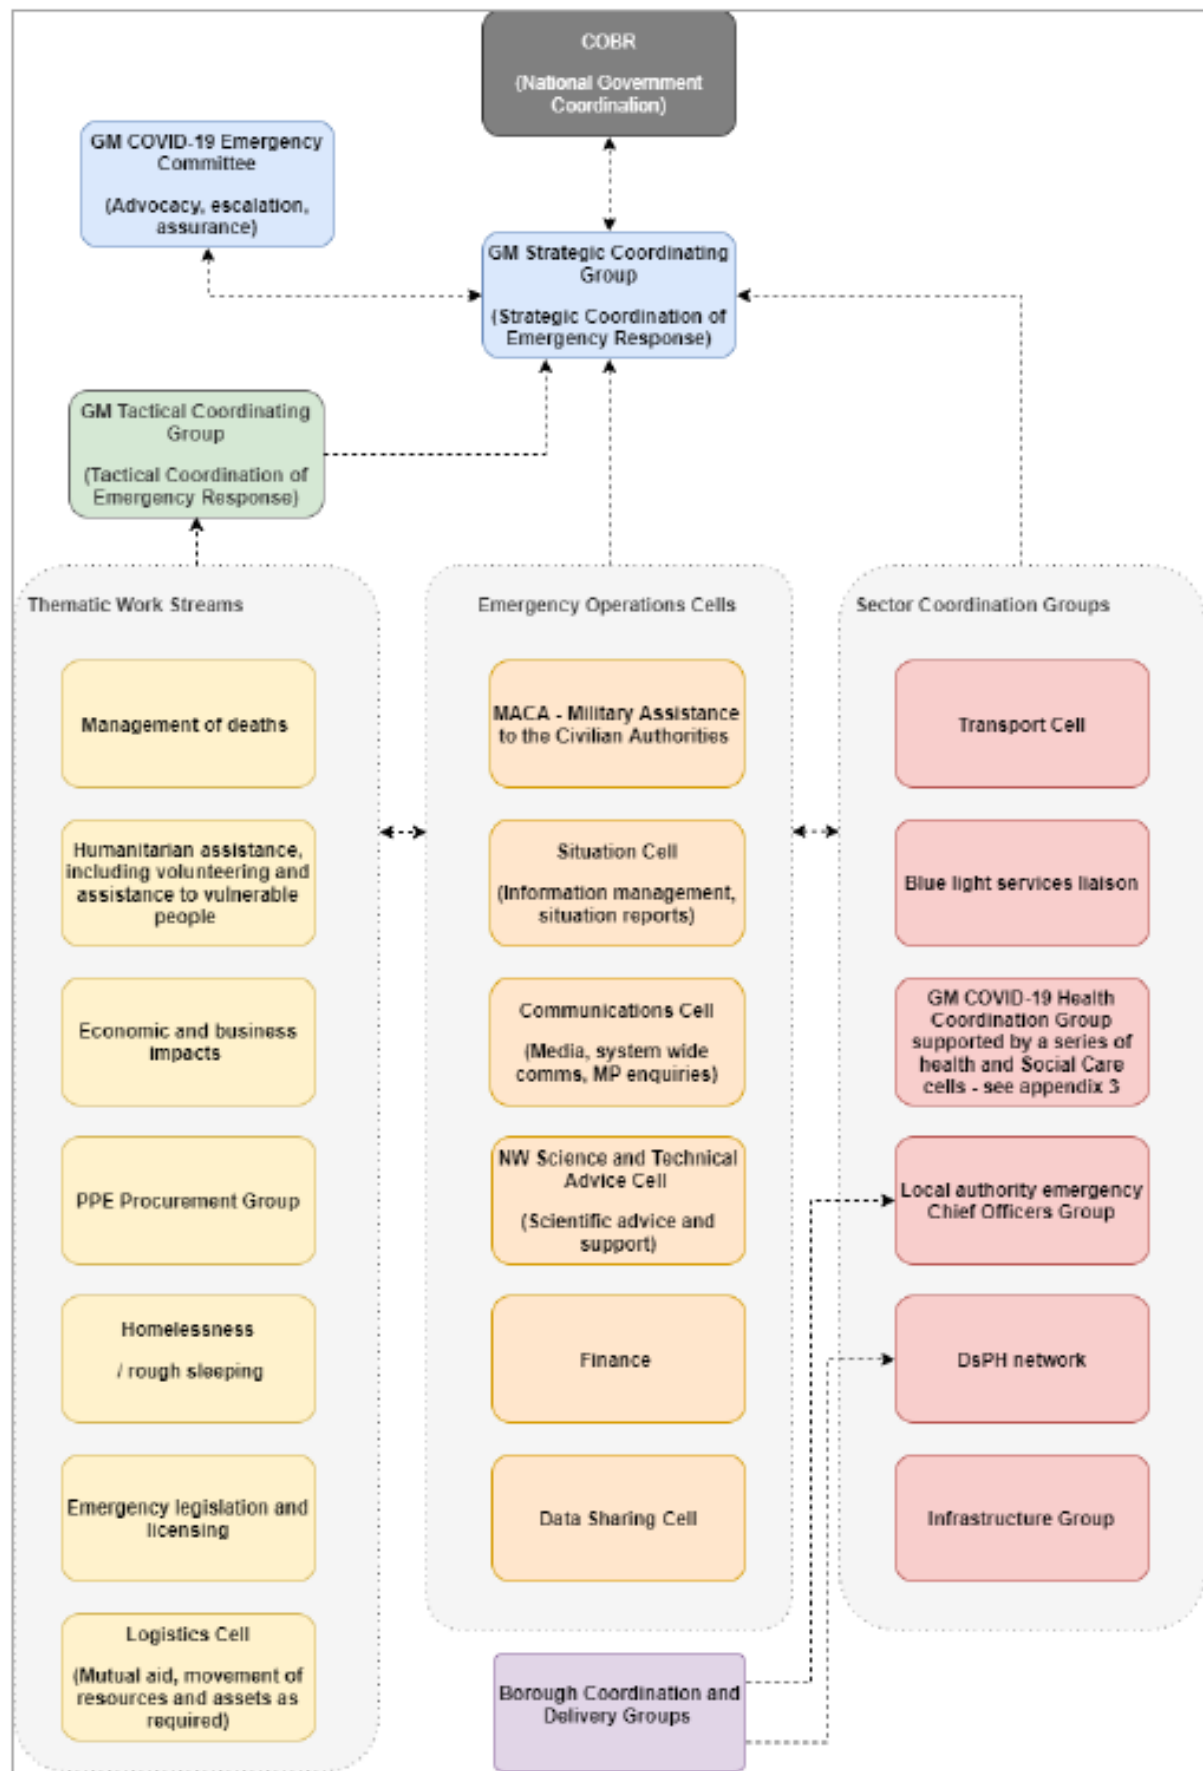 COBR
(National Government
Coordination)
GM COVID-19 Emergency
Committee
(Advocacy, escalation,
assurance)
GM Strategic Coordinating
Group
(Strategic Coordination of
Emergency Response)
GM Tactical Coordinating
Group
(Tactical Coordination of
Emergency Response)
Thematic Work Streams
Management of deaths
Humanitarian assistance,
including volunteering and
assistance to vulnerable
people
Economic and business
impacts
PPE Procurement Group
Homelessness
/ rough sleeping
Emergency legislation and
licensing
Logistics Cell
(Mutual aid, movement of
resources and assets as
required)
Emergency Operations Cells
MACA - Military Assistance
to the Civilian Authorities
Situation Cell
(Information management,
situation reports)
Communications Cell
(Media, system wide
comms, MP enquiries)
NW Science and Technical
Advice Cell
(Scientific advice and
support)
Finance
Data Sharing Cell
Sector Coordination Groups
Transport Cell
Blue light services liaison
GM COVID-19 Health
Coordination Group
supported by a series of
health and Social Care
cells - see appendix 3
Local authority emergency
Chief Officers Group
DsPH network
Infrastructure Group
Borough Coordination and
Delivery Groups